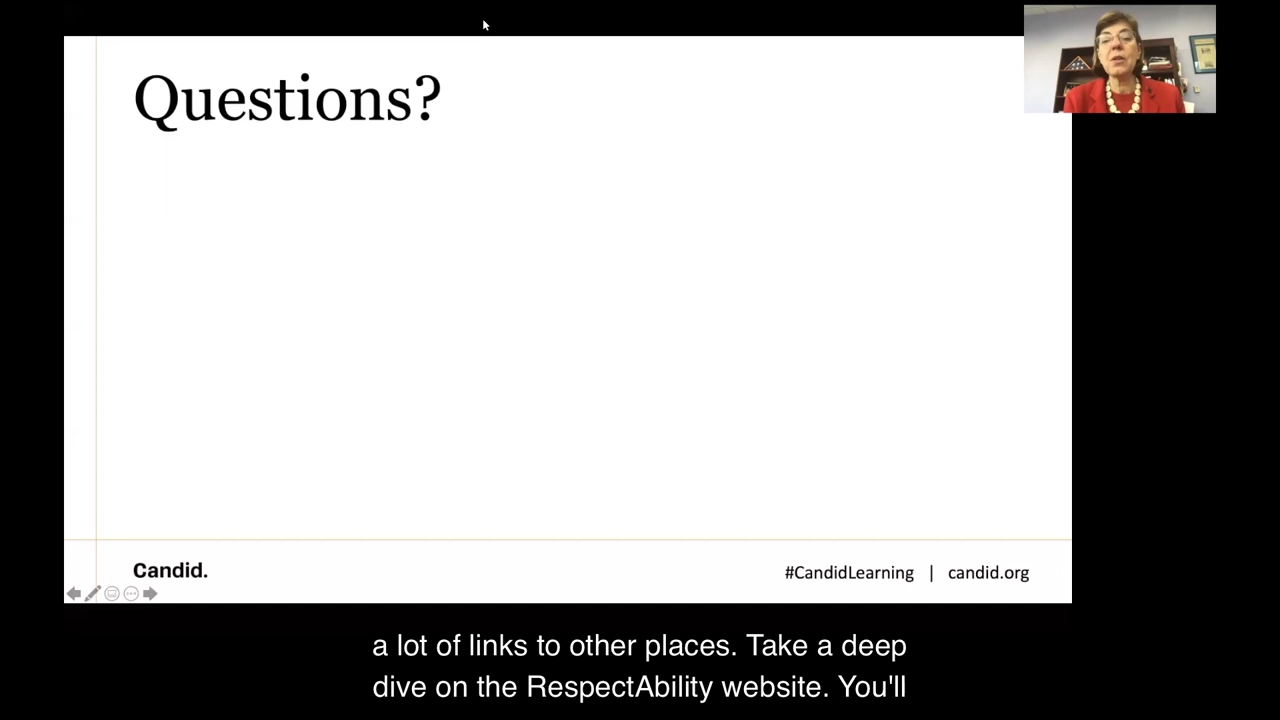 Questions?
Candid.
#CandidLearning | candid.org
a lot of links to other places. Take a deep
dive on the RespectAbility website. You'll